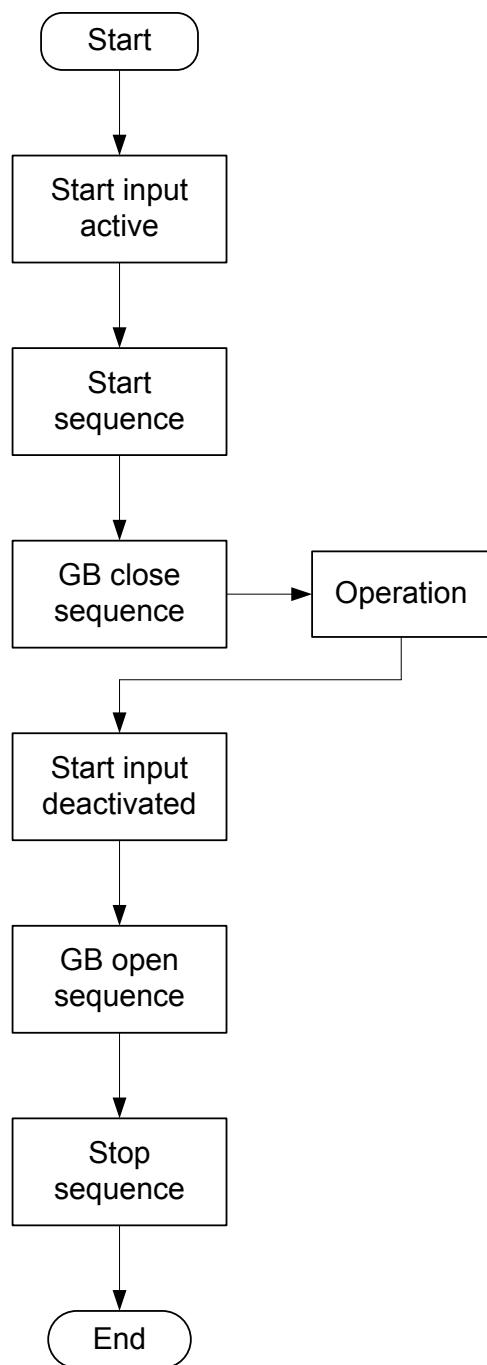 Start
Start input
active
Start
sequence
GB close
sequence
Operation
Start input
deactivated
GB open
sequence
Stop
sequence
End